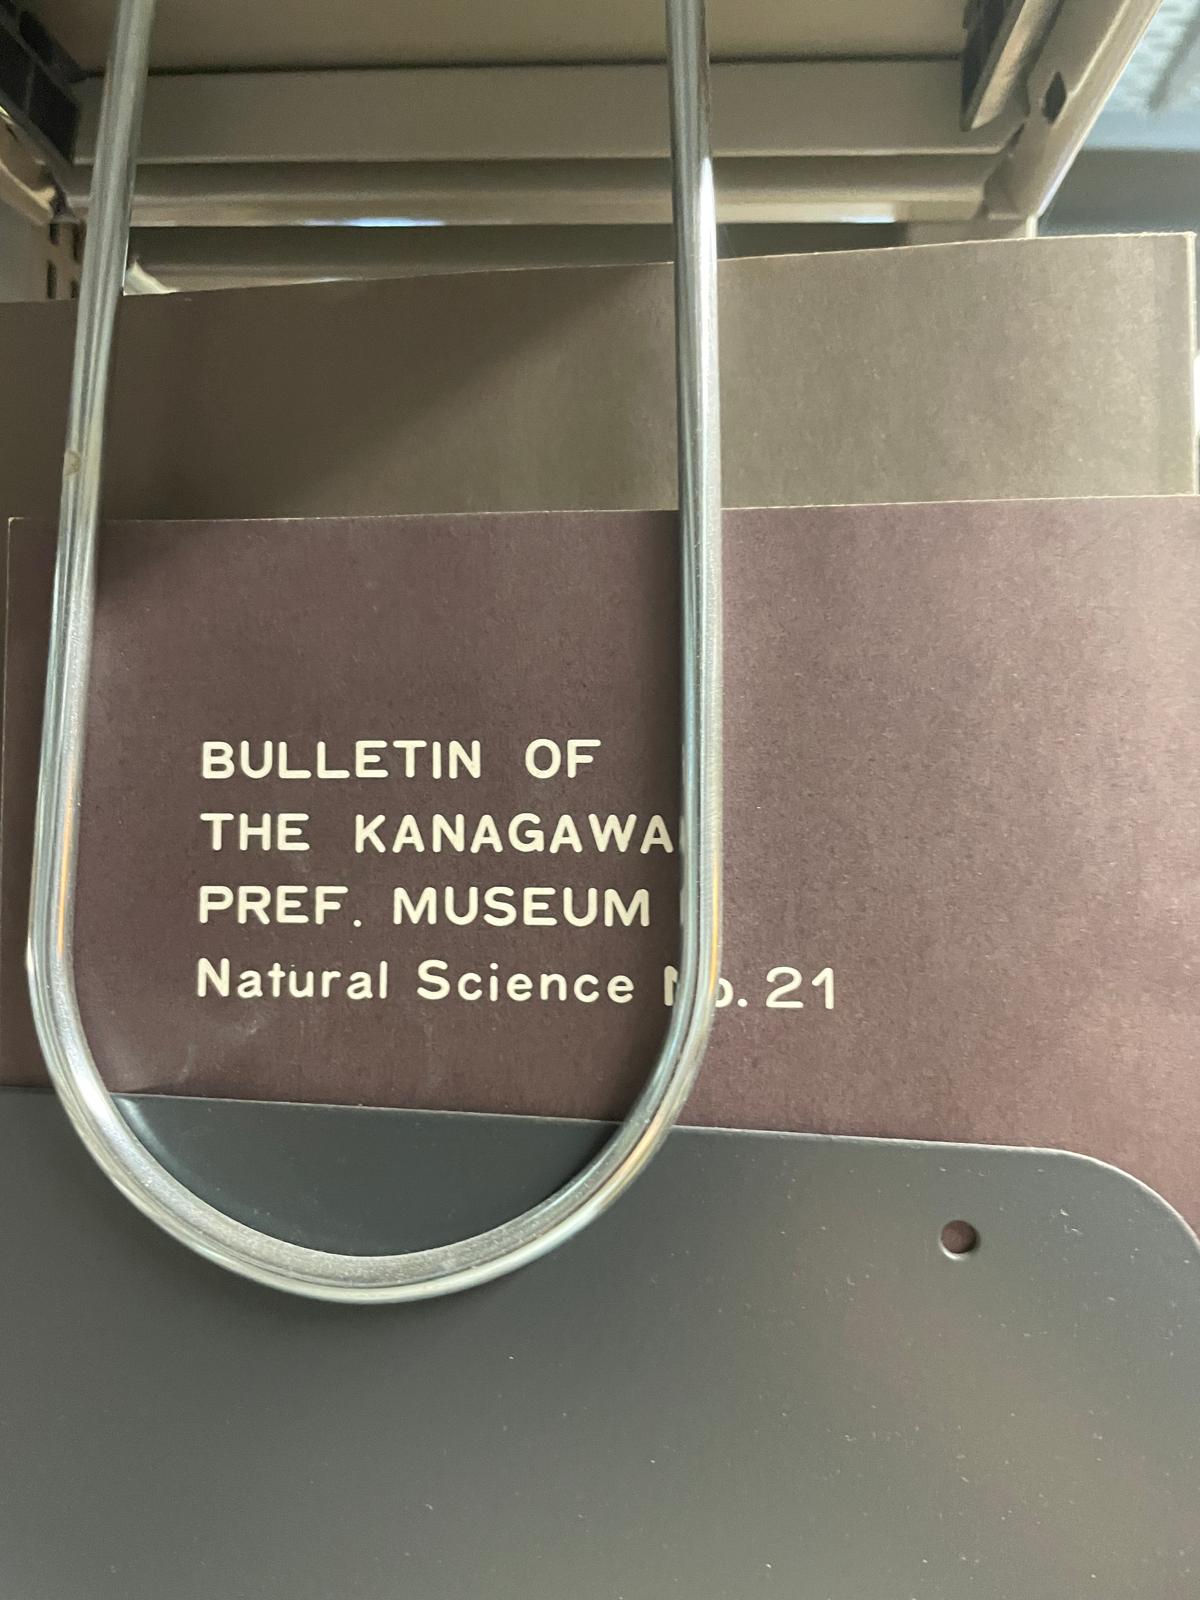 BULLETIN OF
THE KANAGAWA
PREF. MUSEUM
Natural Science No. 21